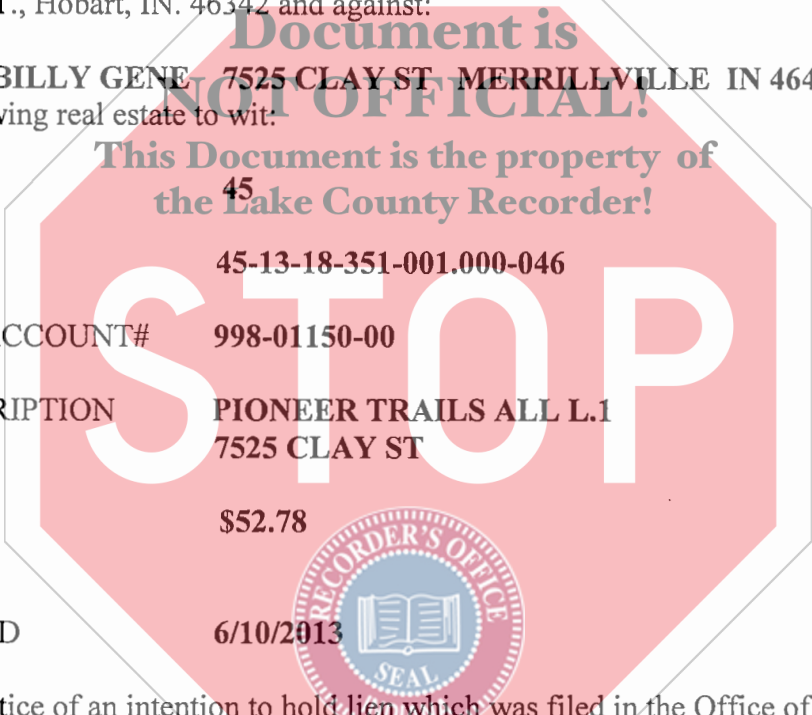 T., Hobart, IN. 46342 and against:
Document is
BILLY GENE 7525 CLAY ST MERRILLVILLE IN 464
NOT OFFICIAL!
ving real estate to wit:
This Document is the property of
45
the Lake County Recorder!
45-13-18-351-001.000-046
STOP
CCOUNT# 998-01150-00
RIPTION PIONEER TRAILS ALL L.1
7525 CLAY ST
$52.78
RECORDER'S OFFICE
D 6/10/2013
SEAL
tice of an intention to hold lien which was filed in the Office of